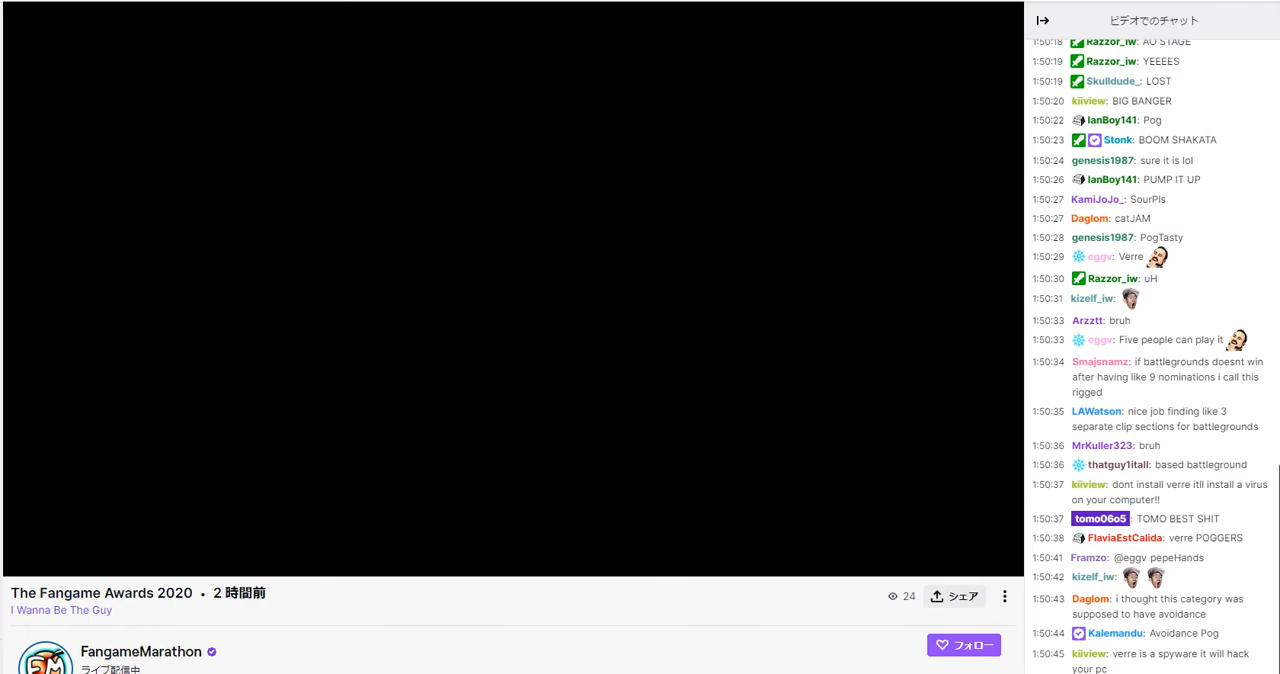 ビデオでのチャット
1:50:18 Razzor_iw: AO STAGE
1:50:19 Razzor_iw: YEEEES
1:50:19 Skulldude_: LOST
1:50:20 kiiview: BIG BANGER
1:50:22 IanBoy141: Pog
1:50:23 Stonk: BOOM SHAKATA
1:50:24 genesis1987: sure it is lol
1:50:26 IanBoy141: PUMP IT UP
1:50:27 KamiJoJo_: SourPls
1:50:27 Daglom: catJAM
1:50:28 genesis1987: PogTasty
1:50:29 eggv: Verre
1:50:30 Razzor_iw: uH
1:50:31 kizelf_iw:
1:50:33 Arzztt: bruh
1:50:33 eggv: Five people can play it
1:50:34 Smajsnamz: if battlegrounds doesnt win
after having like 9 nominations i call this
rigged
1:50:35 LAWatson: nice job finding like 3
separate clip sections for battlegrounds
1:50:36 MrKuller323: bruh
1:50:36 thatguy1itall: based battleground
1:50:37 kiiview: dont install verre itll install a virus
on your computer!!
1:50:37 tomo06o5: TOMO BEST SHIT
1:50:38 FlaviaEstCalida: verre POGGERS
1:50:41 Framzo: @eggv pepeHands
1:50:42 kizelf_iw:
1:50:43 Daglom: i thought this category was
supposed to have avoidance
1:50:44 Kalemandu: Avoidance Pog
1:50:45 kiiview: verre is a spyware it will hack
your pc
The Fangame Awards 2020 • 2 時間前
24 シェア
I Wanna Be The Guy
FangameMarathon
フォロー
ライブ配信中